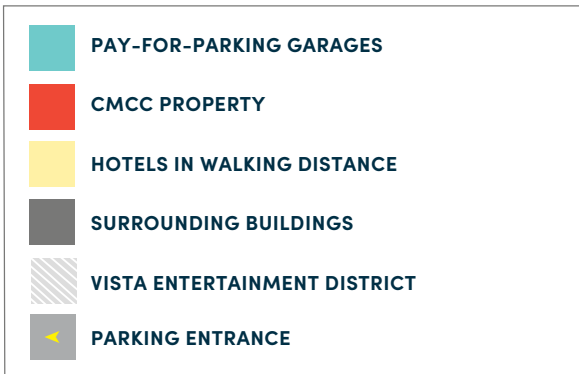 PAY-FOR-PARKING GARAGES
CMCC PROPERTY
HOTELS IN WALKING DISTANCE
SURROUNDING BUILDINGS
VISTA ENTERTAINMENT DISTRICT
PARKING ENTRANCE